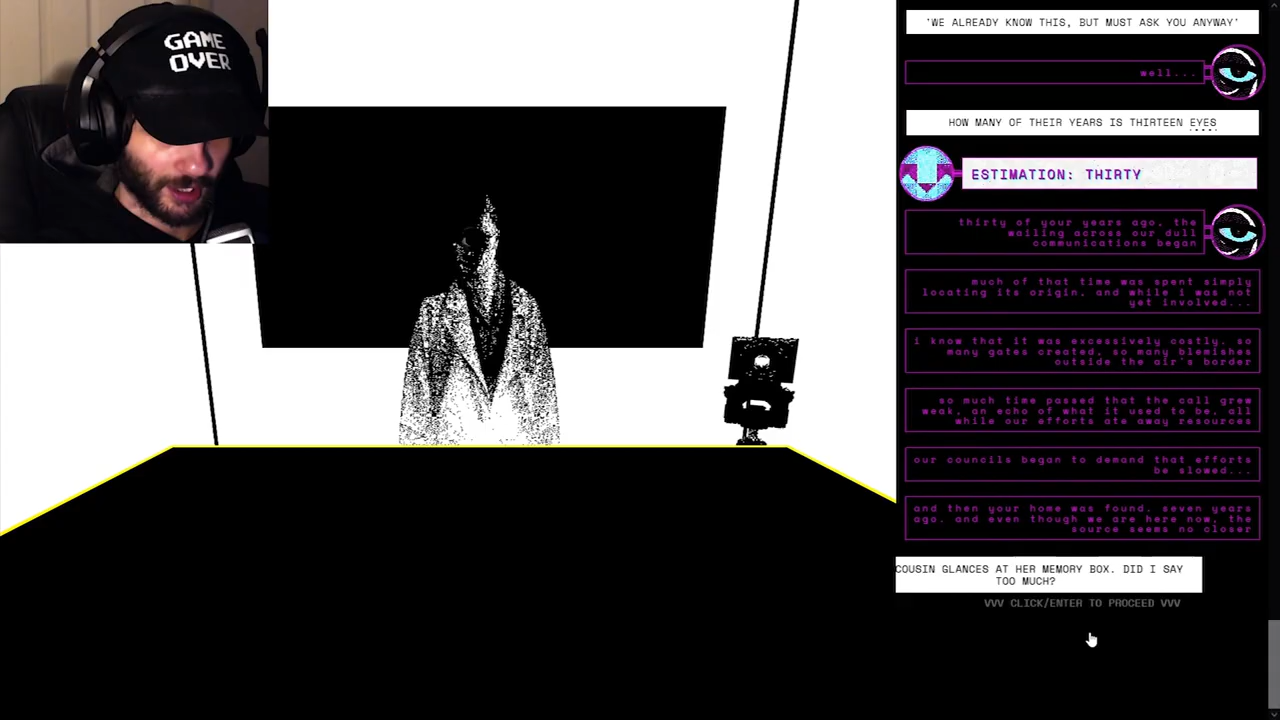 GAME
OVER
'WE ALREADY KNOW THIS, BUT MUST ASK YOU ANYWAY'
well...
HOW MANY OF THEIR YEARS IS THIRTEEN EYES
ESTIMATION: THIRTY
thirty of your years ago, the
wailing across our dull
communications began
much of that time was spent simply
locating its origin, and while i was not
yet involved...
i know that it was excessively costly. so
many gates created, so many blemishes
outside the air's border
so much time passed that the call grew
weak, an echo of what it used to be, all
while our efforts ate away resources
our councils began to demand that efforts
be slowed...
and then your home was found. seven years
ago. and even though we are here now, the
source seems no closer
COUSIN GLANCES AT HER MEMORY BOX. DID I SAY
TOO MUCH?
VVV CLICK/ENTER TO PROCEED VVV